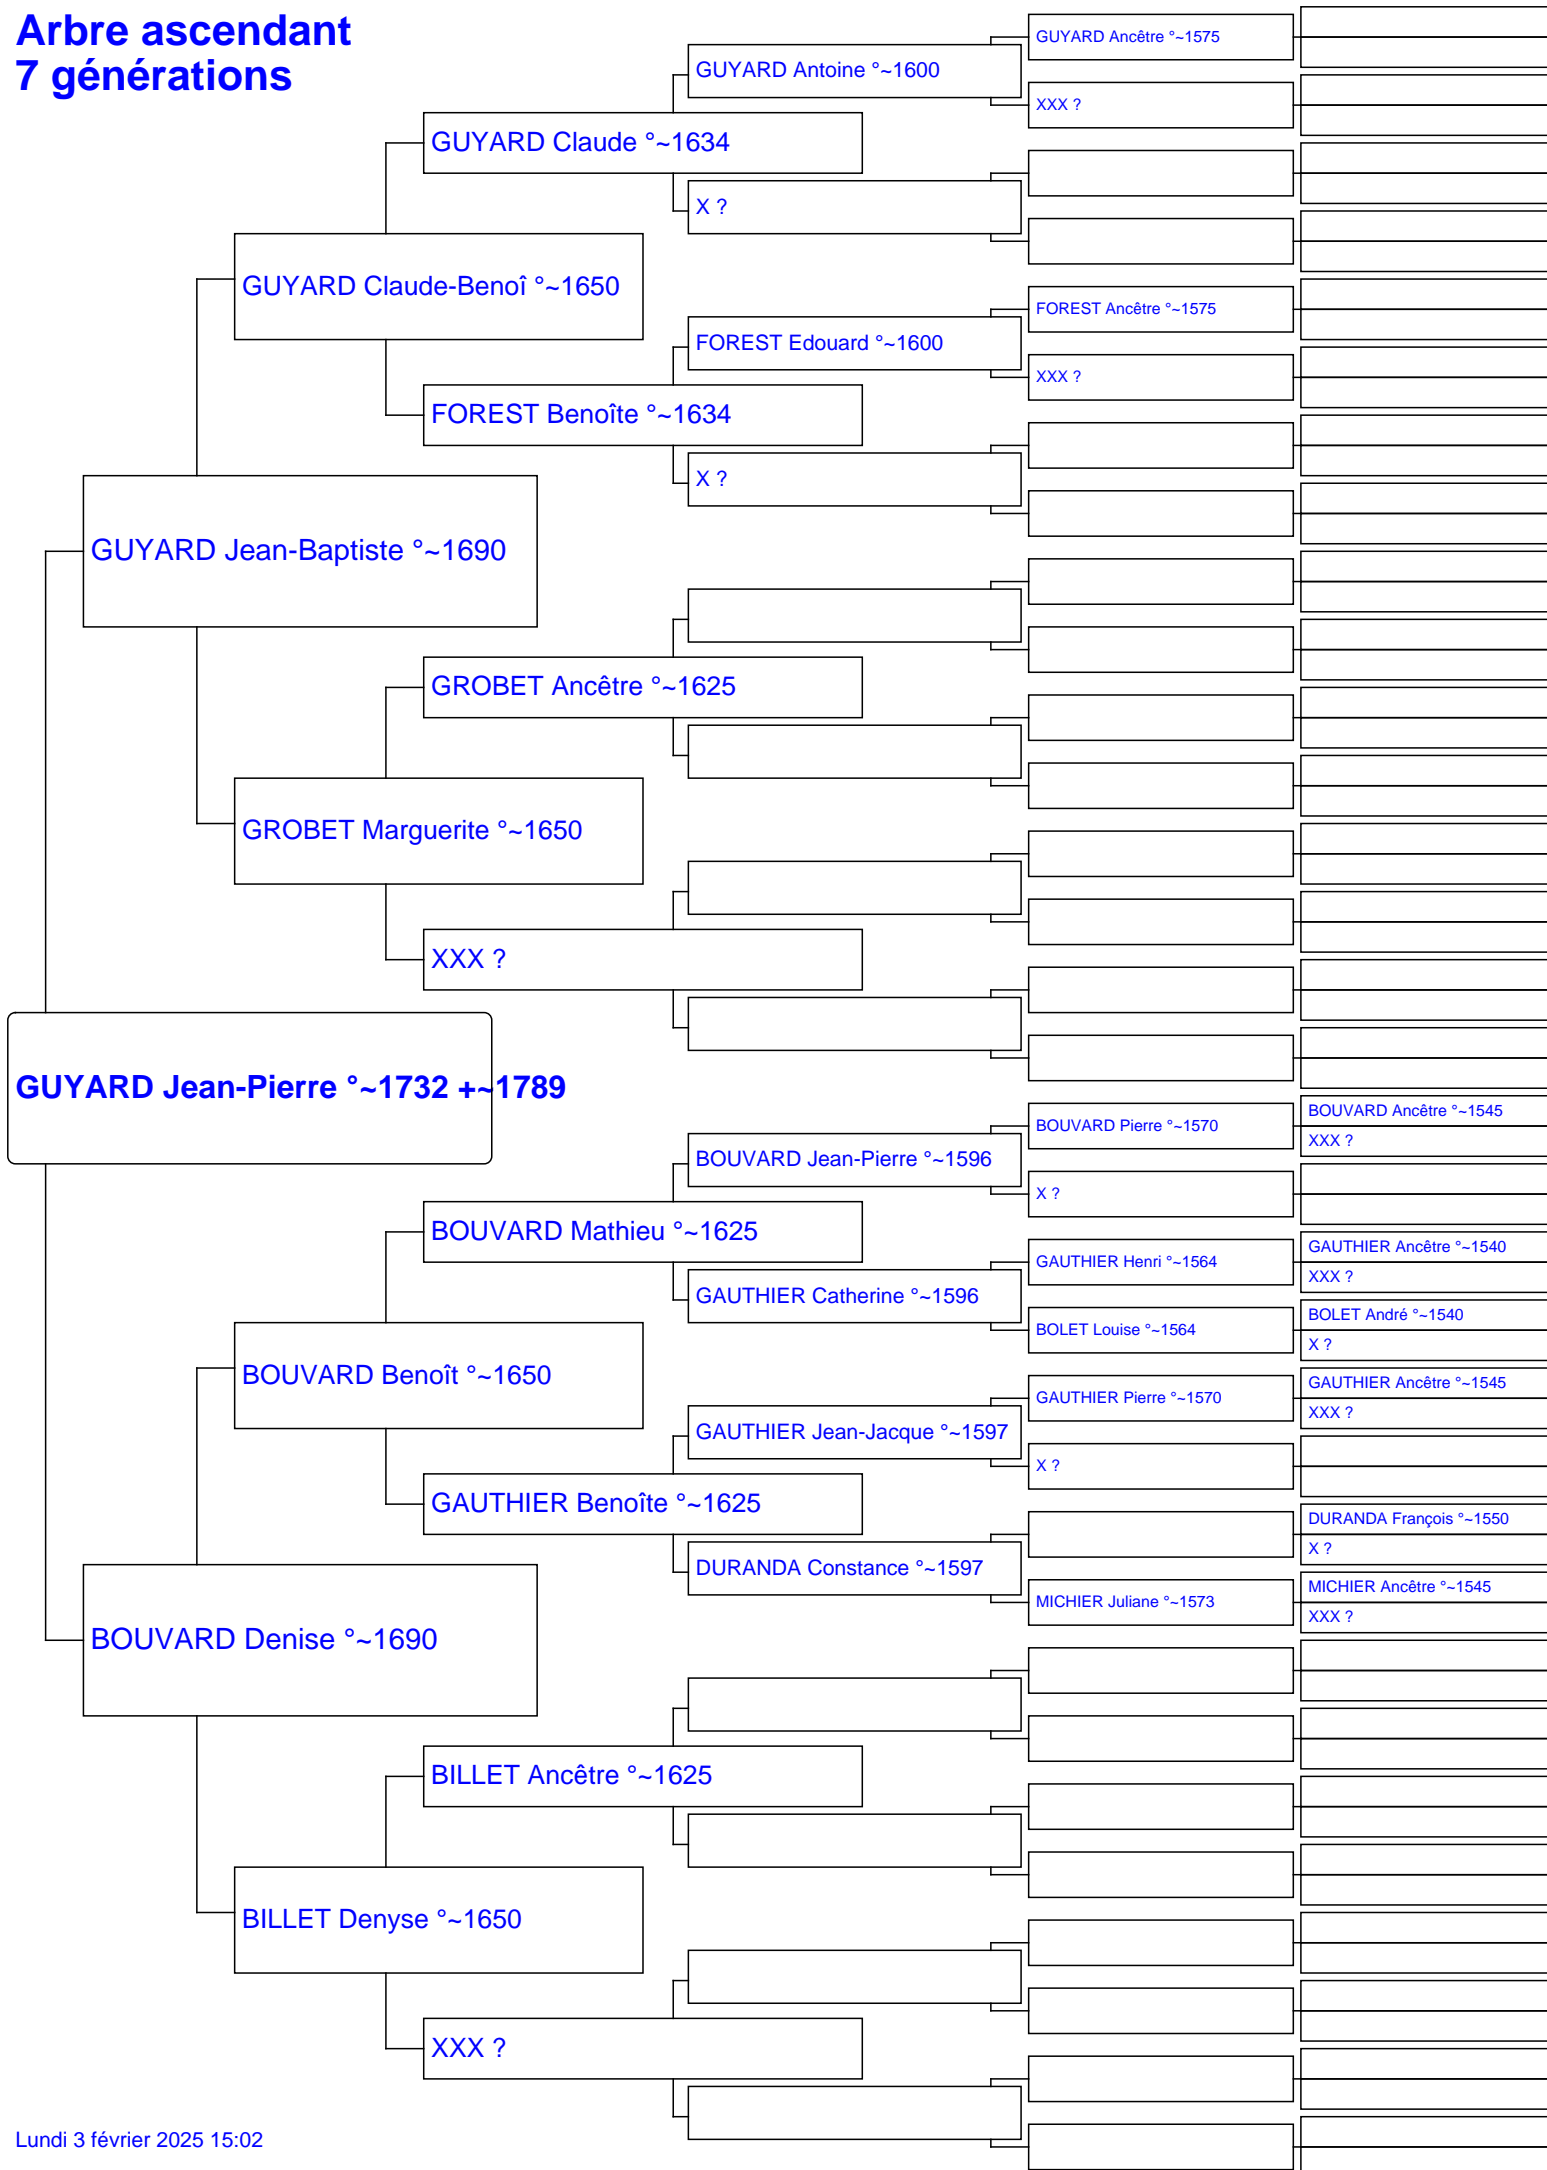 Arbre ascendant
7 générations
GUYARD Jean-Pierre °~1732 +~1789
GUYARD Jean-Baptiste °~1690
BOUVARD Denise °~1690
GUYARD Claude-Benoî °~1650
GROBET Marguerite °~1650
BOUVARD Benoît °~1650
BILLET Denyse °~1650
GUYARD Claude °~1634
FOREST Benoîte °~1634
GROBET Ancêtre °~1625
XXX ?
BOUVARD Mathieu °~1625
GAUTHIER Benoîte °~1625
BILLET Ancêtre °~1625
XXX ?
GUYARD Antoine °~1600
X ?
FOREST Edouard °~1600
X ?
BOUVARD Jean-Pierre °~1596
GAUTHIER Catherine °~1596
GAUTHIER Jean-Jacque °~1597
DURANDA Constance °~1597
GUYARD Ancêtre °~1575
XXX ?
FOREST Ancêtre °~1575
XXX ?
BOUVARD Pierre °~1570
X ?
GAUTHIER Henri °~1564
BOLET Louise °~1564
GAUTHIER Pierre °~1570
X ?
MICHIER Juliane °~1573
BOUVARD Ancêtre °~1545
XXX ?
GAUTHIER Ancêtre °~1540
XXX ?
BOLET André °~1540
X ?
GAUTHIER Ancêtre °~1545
XXX ?
DURANDA François °~1550
X ?
MICHIER Ancêtre °~1545
XXX ?
Lundi 3 février 2025 15:02